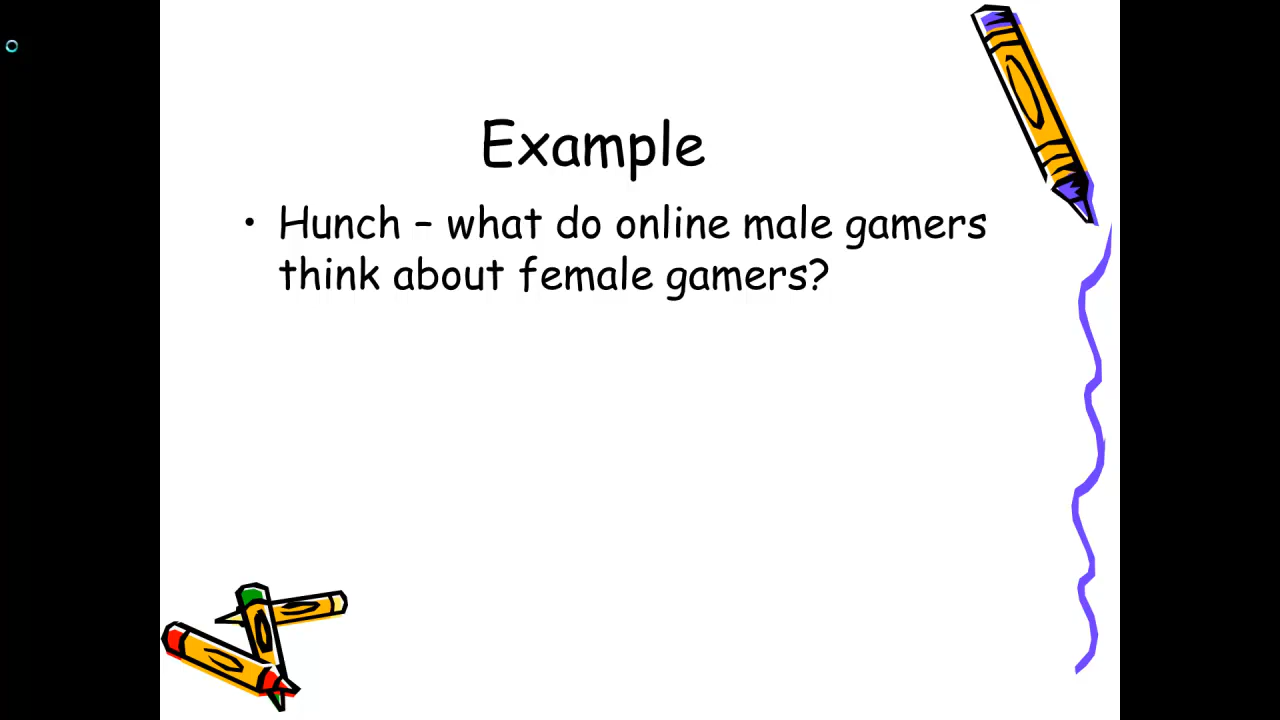 Example
• Hunch – what do online male gamers
think about female gamers?